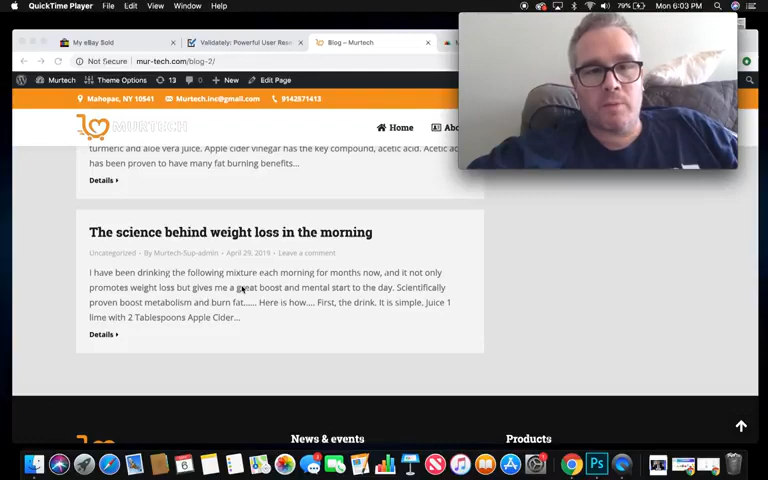 QuickTime Player File Edit View Window Help 79% Mon 6:03 PM
My eBay Sold Validately: Powerful User Rese Blog – Murtech
Not Secure mur-tech.com/blog-2/
Murtech Theme Options 13 0 New Edit Page
Mahopac, NY 10541 Murtech.inc@gmail.com 9142571413
MURTECH Home Abo
turmeric and aloe vera juice. Apple cider vinegar has the key compound, acetic acid. Acetic a
has been proven to have many fat burning benefits...
Details
The science behind weight loss in the morning
Uncategorized • By Murtech-Sup-admin • April 29, 2019 • Leave a comment
I have been drinking the following mixture each morning for months now, and it not only
promotes weight loss but gives me a great boost and mental start to the day. Scientifically
proven boost metabolism and burn fat...... Here is how.... First, the drink. It is simple. Juice 1
lime with 2 Tablespoons Apple Cider...
Details
News & events Products
6 Ps